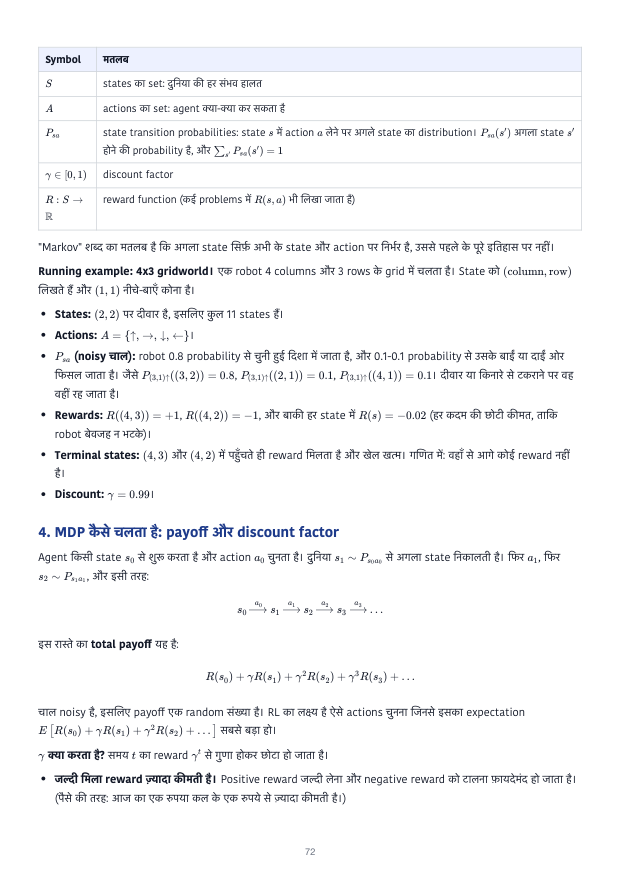 Symbol मतलब
S states का set: दुनिया की हर संभव हालत
A actions का set: agent क्या-क्या कर सकता है
P_{sa} state transition probabilities: state s में action a लेने पर अगले state का distribution। P_{sa}(s′) अगला state s′
होने की probability है, और ∑_{s′} P_{sa}(s′) = 1
γ ∈ [0, 1) discount factor
R : S → reward function (कई problems में R(s, a) भी लिखा जाता है)
ℝ
"Markov" शब्द का मतलब है कि अगला state सिर्फ़ अभी के state और action पर निर्भर है, उससे पहले के पूरे इतिहास पर नहीं।
Running example: 4x3 gridworld। एक robot 4 columns और 3 rows के grid में चलता है। State को (column, row)
लिखते हैं और (1, 1) नीचे-बाएँ कोना है।
• States: (2, 2) पर दीवार है, इसलिए कुल 11 states हैं।
• Actions: A = {↑, →, ↓, ←}।
• P_{sa} (noisy चाल): robot 0.8 probability से चुनी हुई दिशा में जाता है, और 0.1-0.1 probability से उसके बाईं या दाईं ओर
फिसल जाता है। जैसे P_{(3,1)↑}((3, 2)) = 0.8, P_{(3,1)↑}((2, 1)) = 0.1, P_{(3,1)↑}((4, 1)) = 0.1। दीवार या किनारे से टकराने पर वह
वहीं रह जाता है।
• Rewards: R((4, 3)) = +1, R((4, 2)) = −1, और बाकी हर state में R(s) = −0.02 (हर कदम की छोटी कीमत, ताकि
robot बेवजह न भटके)।
• Terminal states: (4, 3) और (4, 2) में पहुँचते ही reward मिलता है और खेल खत्म। गणित में: वहाँ से आगे कोई reward नहीं
है।
• Discount: γ = 0.99।
4. MDP कैसे चलता है: payoff और discount factor
Agent किसी state s_0 से शुरू करता है और action a_0 चुनता है। दुनिया s_1 ∼ P_{s_0a_0} से अगला state निकालती है। फिर a_1, फिर
s_2 ∼ P_{s_1a_1}, और इसी तरह:
s_0 →^{a_0} s_1 →^{a_1} s_2 →^{a_2} s_3 →^{a_3} …
इस रास्ते का total payoff यह है:
R(s_0) + γR(s_1) + γ²R(s_2) + γ³R(s_3) + …
चाल noisy है, इसलिए payoff एक random संख्या है। RL का लक्ष्य है ऐसे actions चुनना जिनसे इसका expectation
E [R(s_0) + γR(s_1) + γ²R(s_2) + …] सबसे बड़ा हो।
γ क्या करता है? समय t का reward γ^t से गुणा होकर छोटा हो जाता है।
• जल्दी मिला reward ज़्यादा कीमती है। Positive reward जल्दी लेना और negative reward को टालना फ़ायदेमंद हो जाता है।
(पैसे की तरह: आज का एक रुपया कल के एक रुपये से ज़्यादा कीमती है।)
72